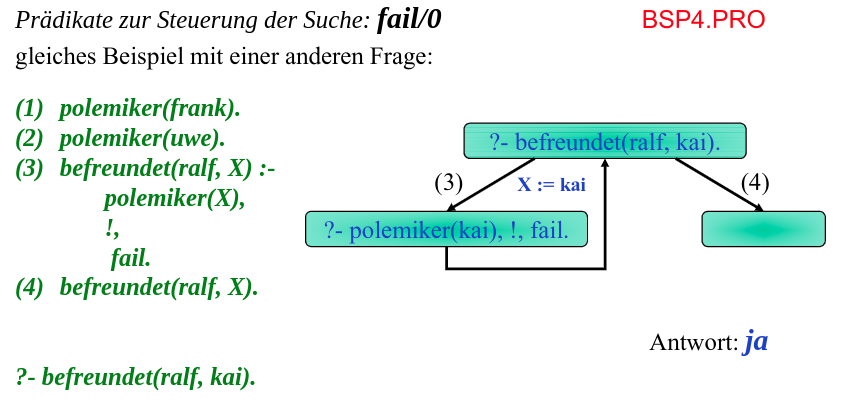 Prädikate zur Steuerung der Suche: fail/0
BSP4.PRO
gleiches Beispiel mit einer anderen Frage:
(1) polemiker(frank).
(2) polemiker(uwe).
(3) befreundet(ralf, X) :-
polemiker(X),
!,
fail.
(4) befreundet(ralf, X).
?- befreundet(ralf, kai).
?- befreundet(ralf, kai).
(3)
X := kai
(4)
?- polemiker(kai), !, fail.
Antwort: ja